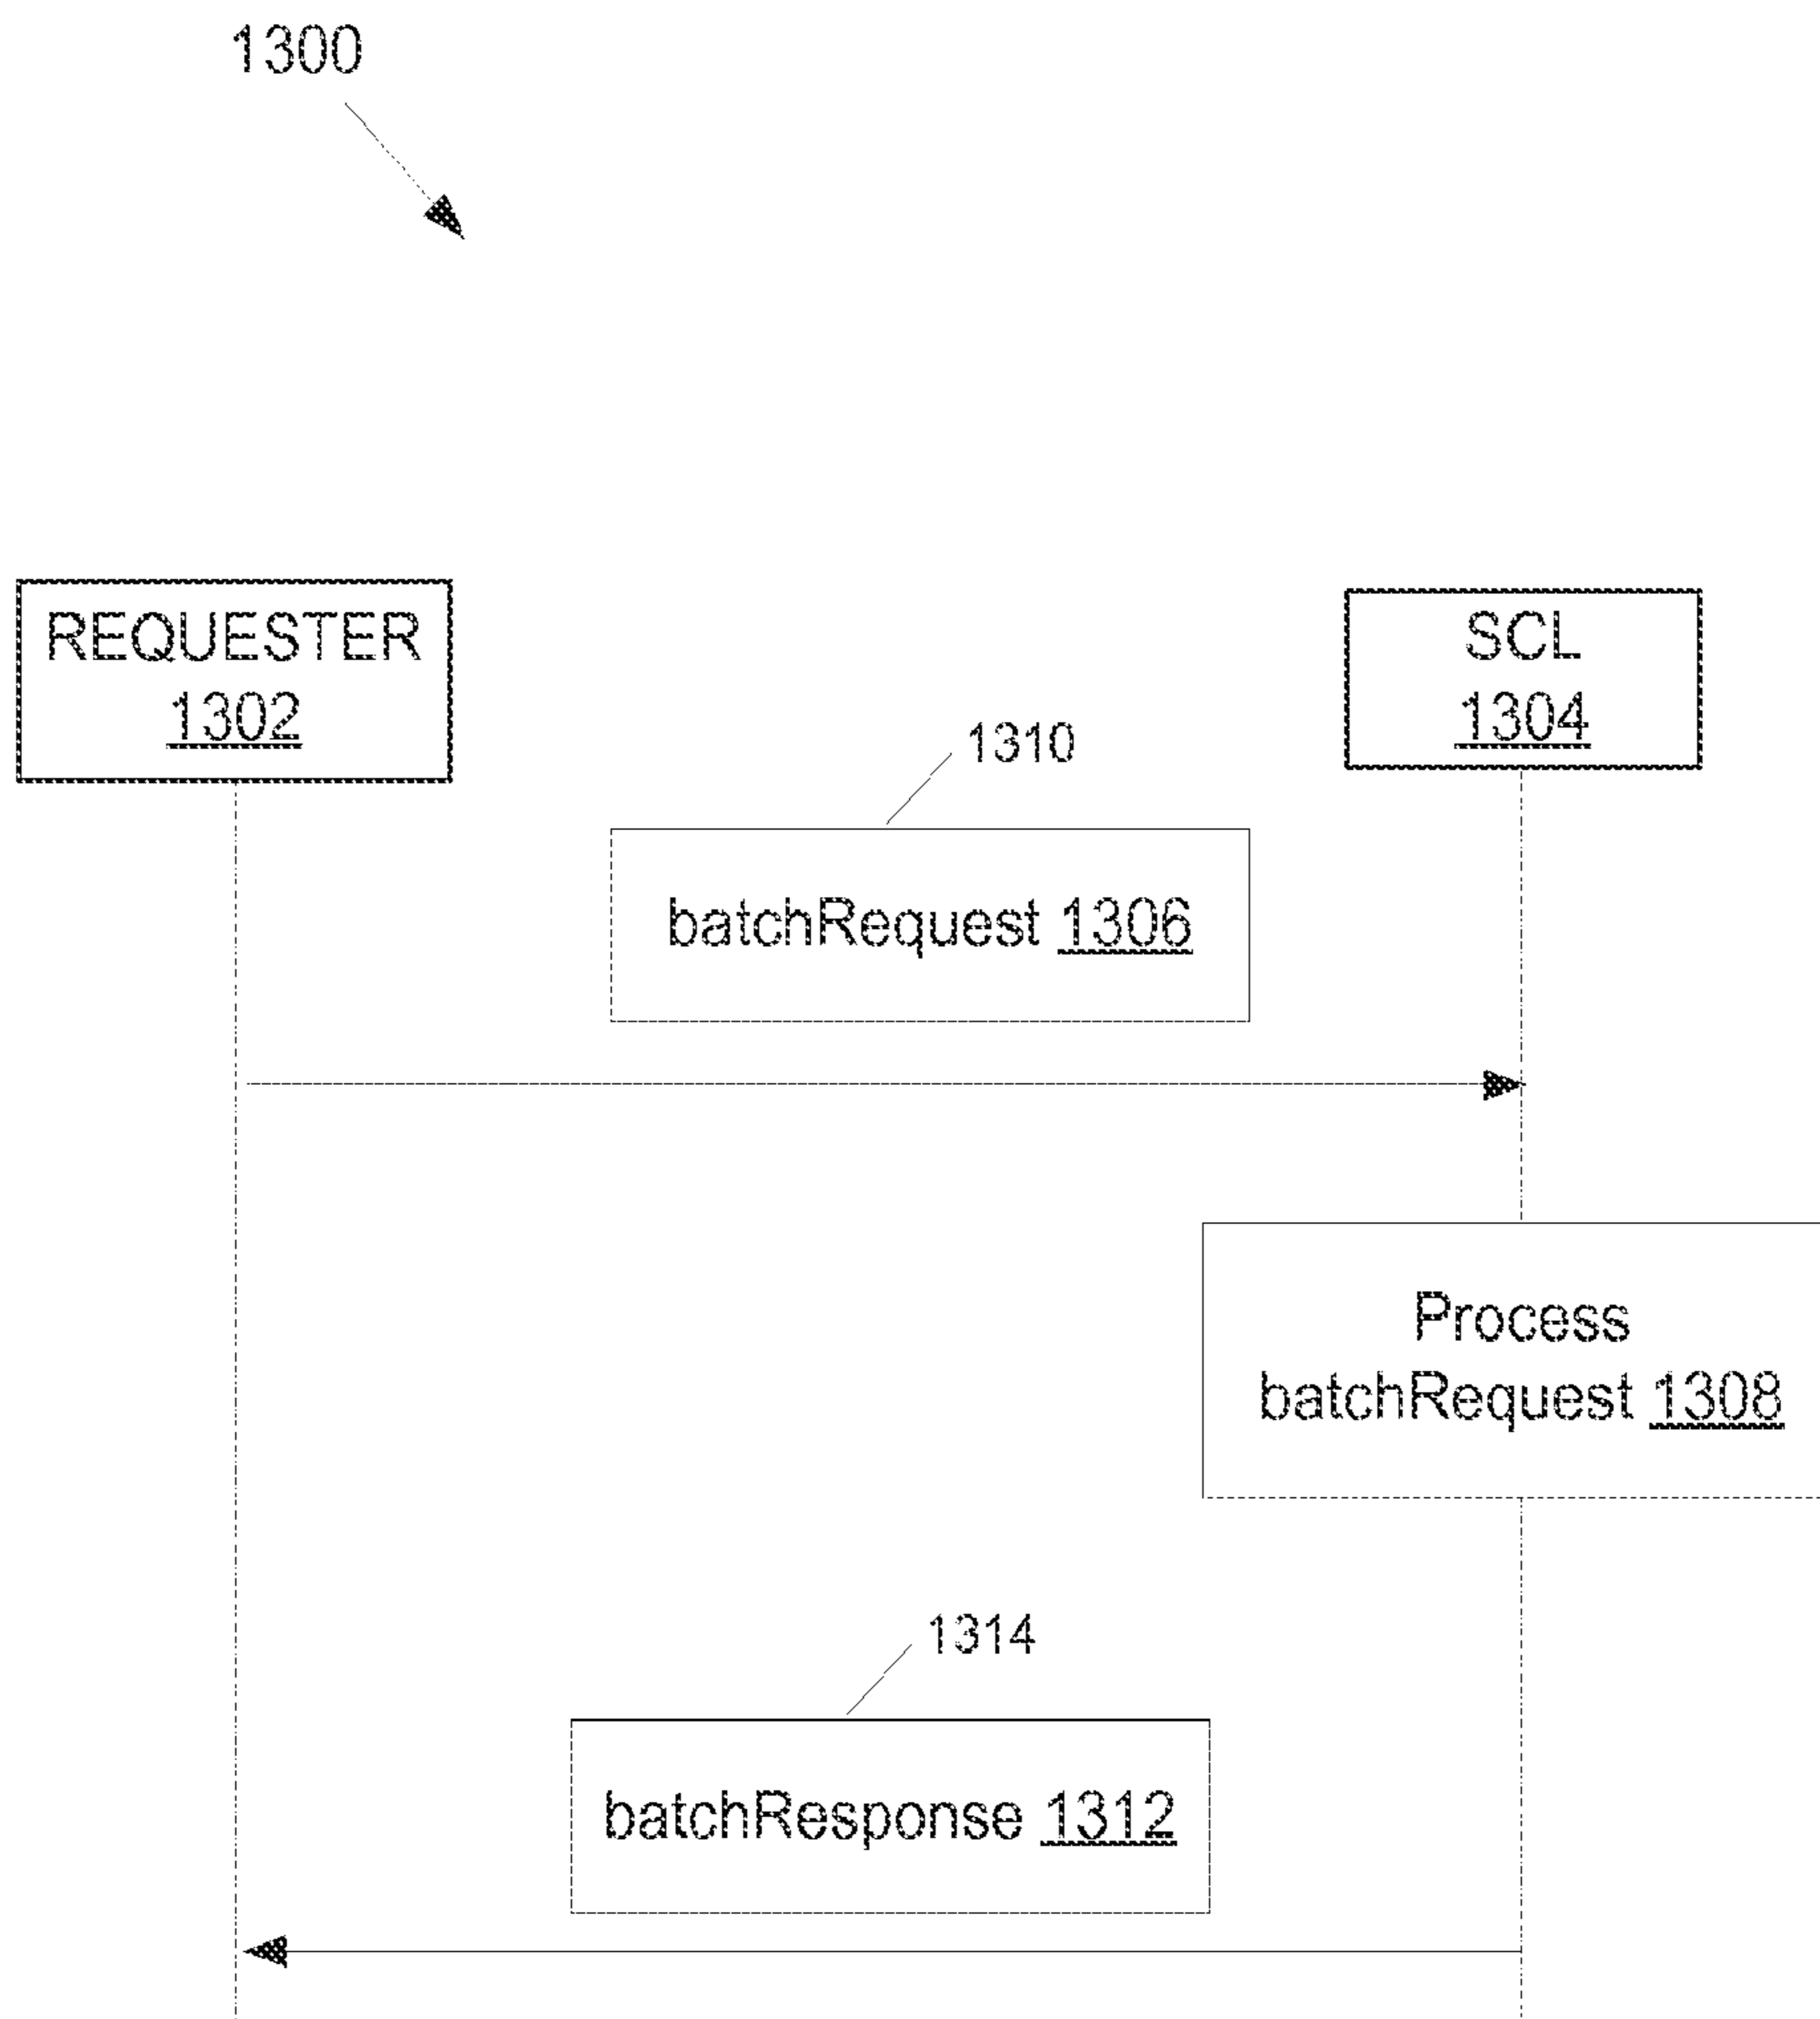 1300
REQUESTER
1302
SCL
1304
1310
batchRequest 1306
Process
batchRequest 1308
1314
batchResponse 1312